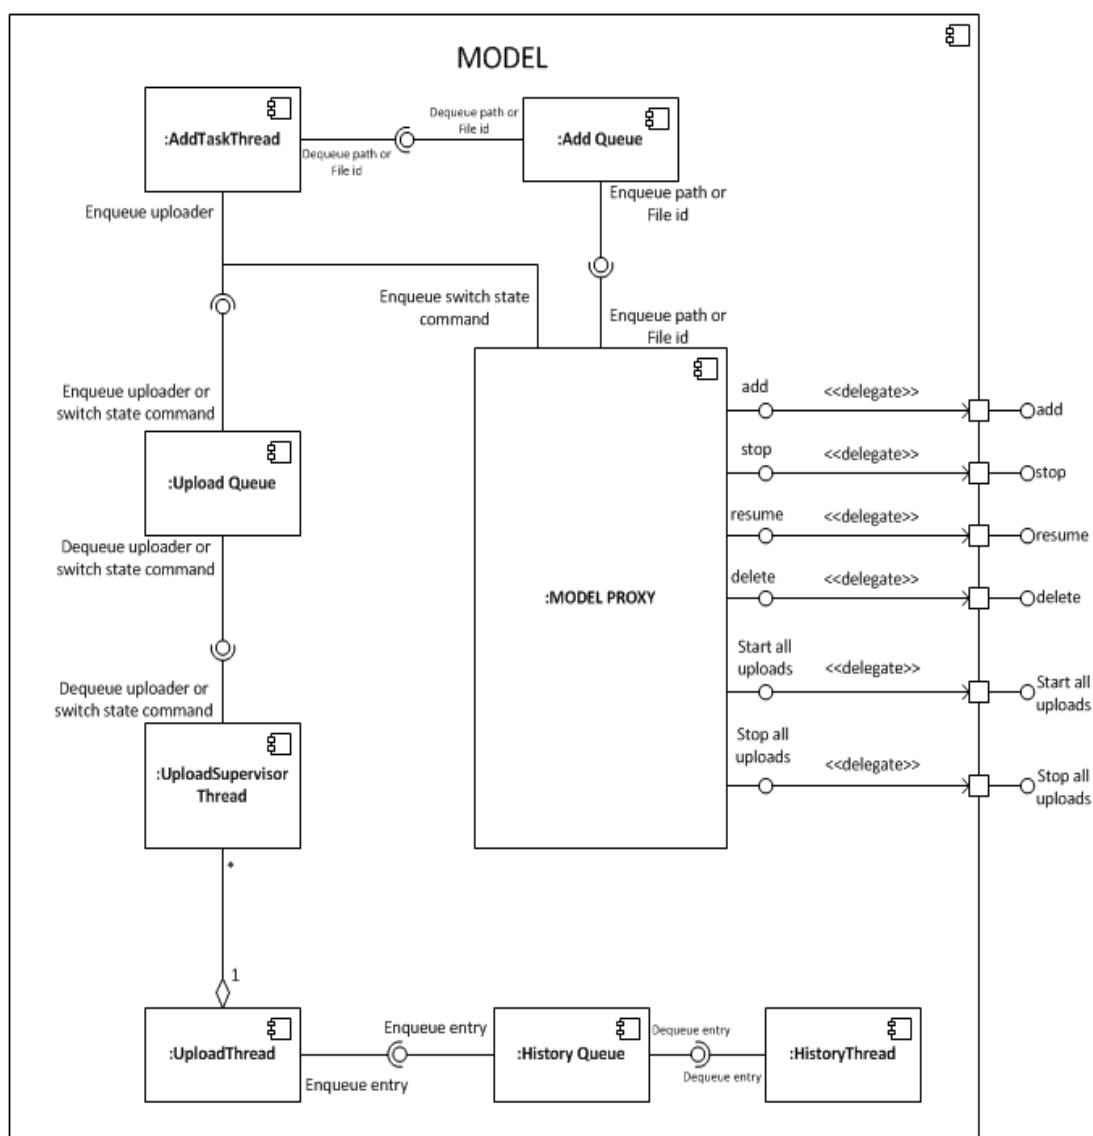 MODEL
:AddTaskThread
Dequeue path or
File id
Dequeue path or
File id
:Add Queue
Enqueue uploader
Enqueue path or
File id
Enqueue switch state
command
Enqueue path or
File id
Enqueue uploader or
switch state command
:Upload Queue
Dequeue uploader or
switch state command
Dequeue uploader or
switch state command
:UploadSupervisor
Thread
*
1
:MODEL PROXY
add
<<delegate>>
add
stop
<<delegate>>
stop
resume
<<delegate>>
resume
delete
<<delegate>>
delete
Start all
uploads
<<delegate>>
Start all
uploads
Stop all
uploads
<<delegate>>
Stop all
uploads
:UploadThread
Enqueue entry
Enqueue entry
:History Queue
Dequeue entry
Dequeue entry
:HistoryThread